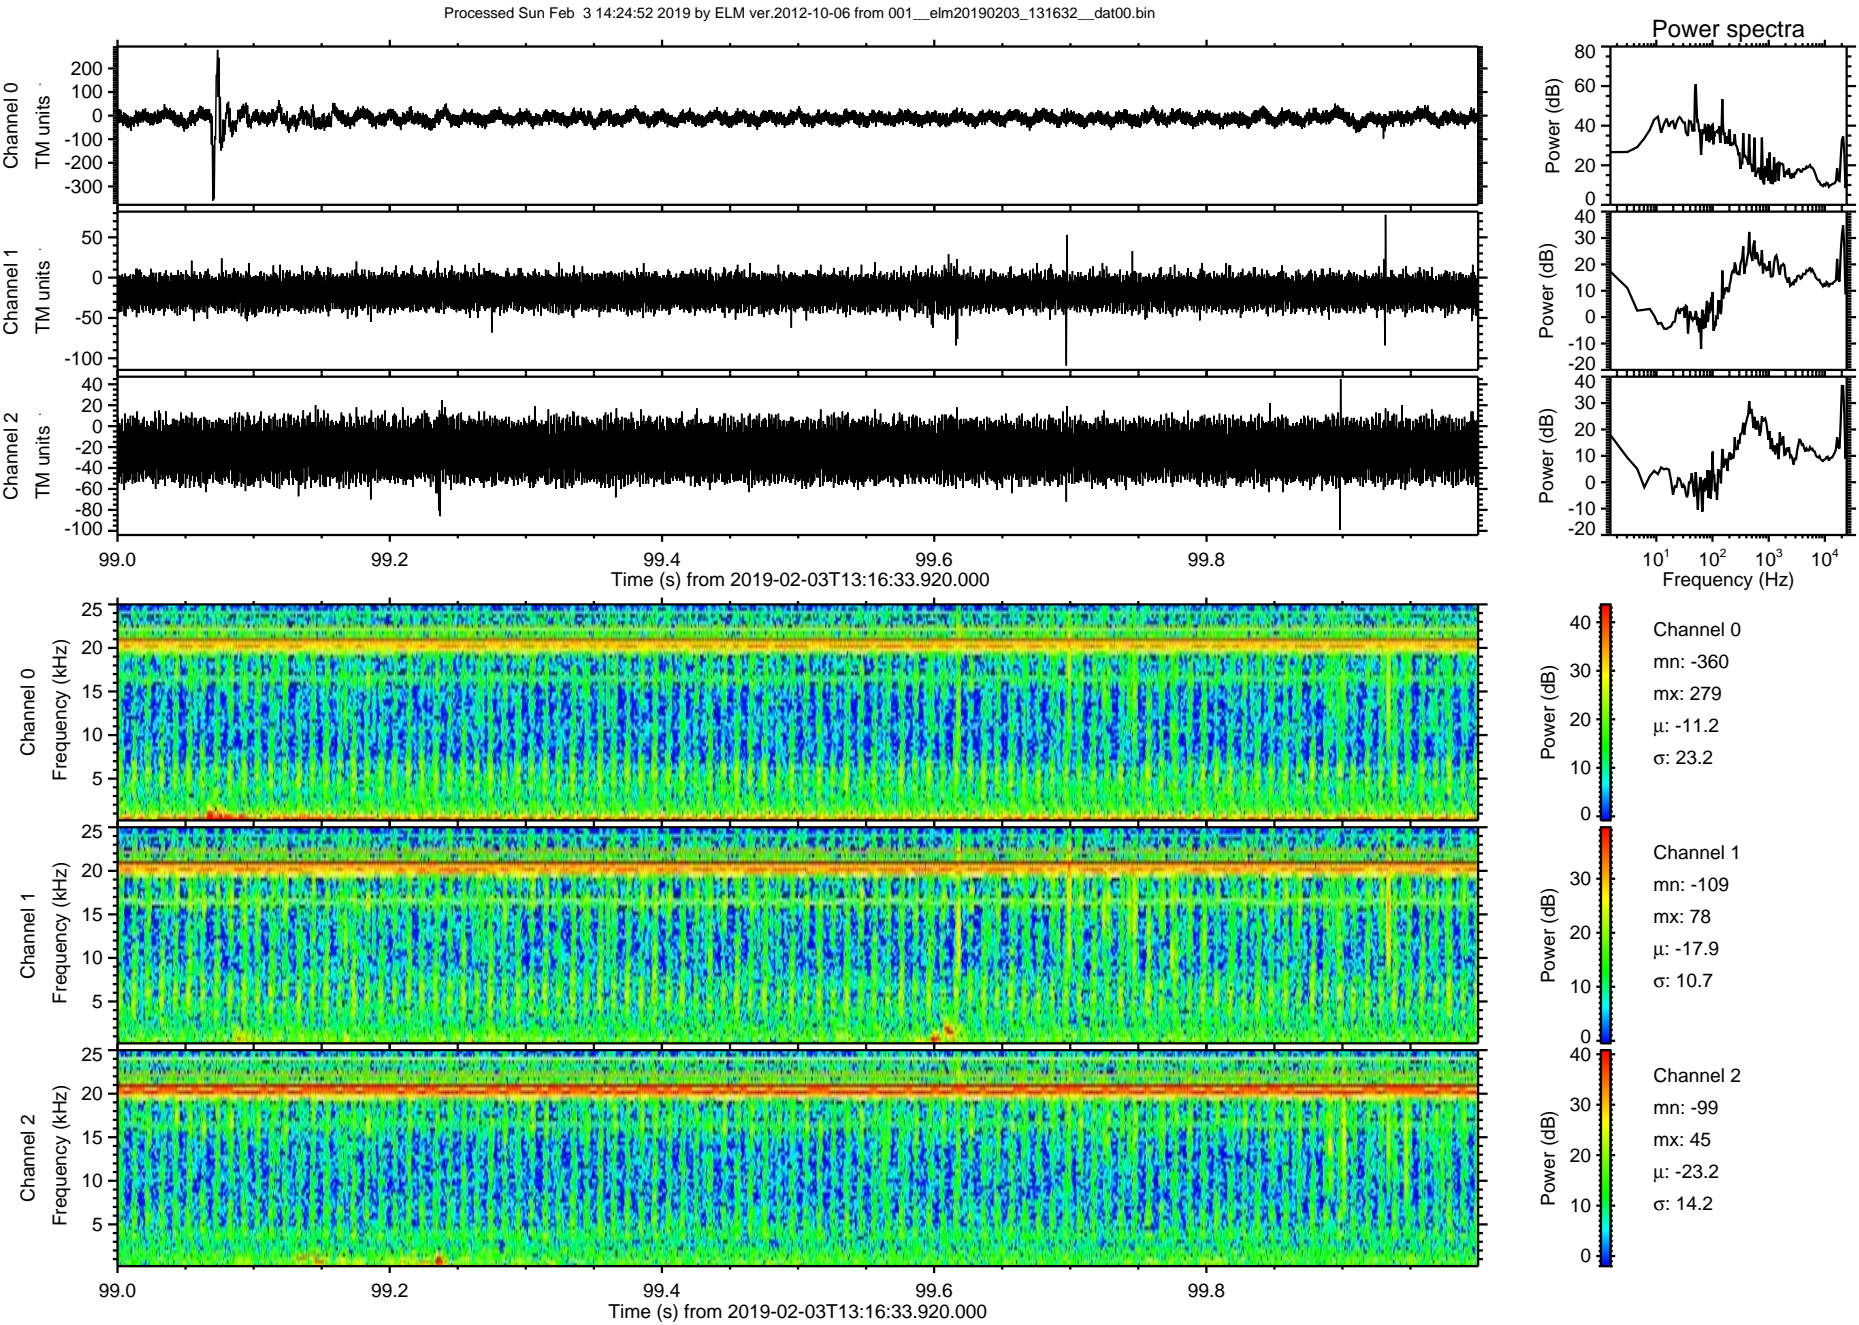 Processed Sun Feb  3 14:24:52 2019 by ELM ver.2012-10-06 from 001__elm20190203_131632__dat00.bin
Power spectra
Channel 0
TM units
200
100
0
-100
-200
-300
Power (dB)
80
60
40
20
0
Channel 1
TM units
50
0
-50
-100
Power (dB)
40
30
20
10
0
-10
-20
Channel 2
TM units
40
20
0
-20
-40
-60
-80
-100
Power (dB)
40
30
20
10
0
-10
-20
99.0 99.2 99.4 99.6 99.8
Time (s) from 2019-02-03T13:16:33.920.000
10^1 10^2 10^3 10^4
Frequency (Hz)
Channel 0
Frequency (kHz)
25
20
15
10
5
Power (dB)
40
30
20
10
0
Channel 0
mn: -360
mx: 279
μ: -11.2
σ: 23.2
Channel 1
Frequency (kHz)
25
20
15
10
5
Power (dB)
30
20
10
0
Channel 1
mn: -109
mx: 78
μ: -17.9
σ: 10.7
Channel 2
Frequency (kHz)
25
20
15
10
5
Power (dB)
40
30
20
10
0
Channel 2
mn: -99
mx: 45
μ: -23.2
σ: 14.2
99.0 99.2 99.4 99.6 99.8
Time (s) from 2019-02-03T13:16:33.920.000